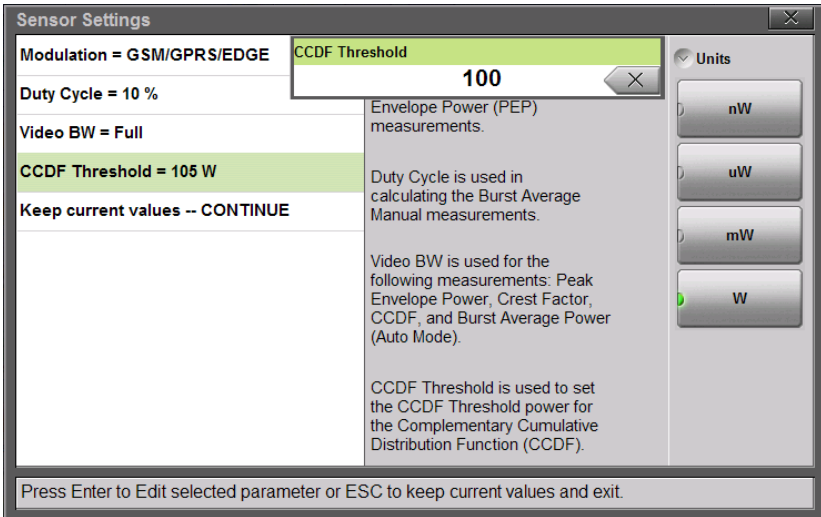 Sensor Settings
Modulation = GSM/GPRS/EDGE
Duty Cycle = 10 %
Video BW = Full
CCDF Threshold = 105 W
Keep current values -- CONTINUE
CCDF Threshold
100
Envelope Power (PEP)
measurements.
Duty Cycle is used in
calculating the Burst Average
Manual measurements.
Video BW is used for the
following measurements: Peak
Envelope Power, Crest Factor,
CCDF, and Burst Average Power
(Auto Mode).
CCDF Threshold is used to set
the CCDF Threshold power for
the Complementary Cumulative
Distribution Function (CCDF).
Units
nW
uW
mW
W
Press Enter to Edit selected parameter or ESC to keep current values and exit.